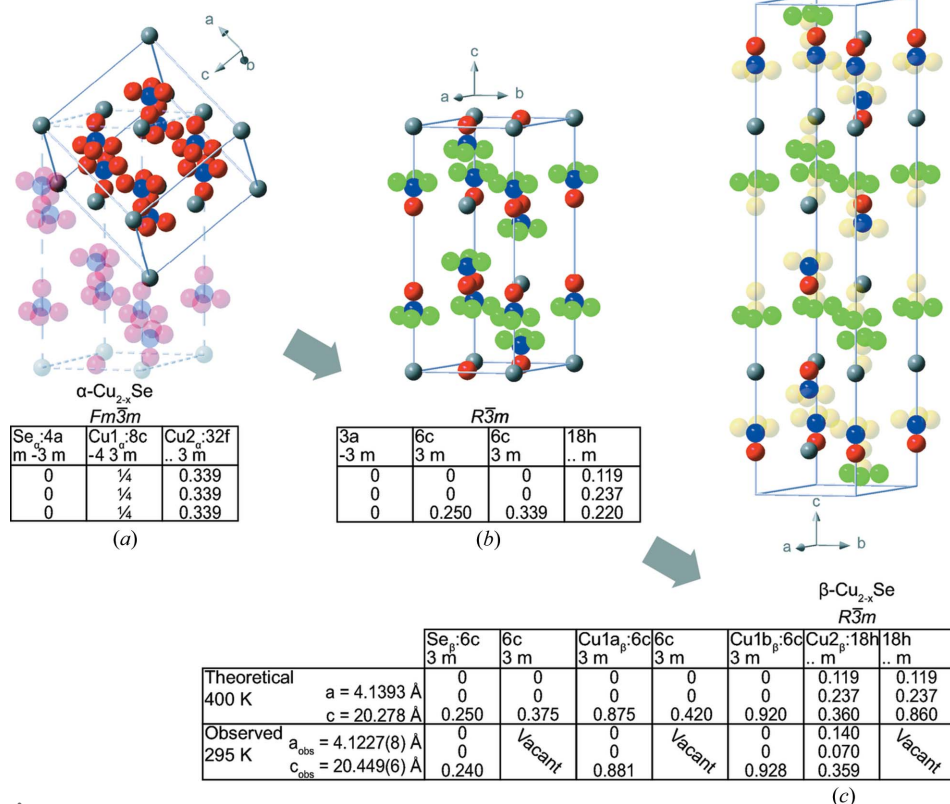 a
c
b
c
a
b
α-Cu2-xSe
Fm3̅m
Seα:4a Cu1α:8c Cu2α:32f
m -3 m -4 3 m .. 3 m
0 ¼ 0.339
0 ¼ 0.339
0 ¼ 0.339
(a)
R3̅m
3a 6c 6c 18h
-3 m 3 m 3 m .. m
0 0 0 0.119
0 0 0 0.237
0 0.250 0.339 0.220
(b)
c
a
b
β-Cu2-xSe
R3̅m
Seβ:6c 6c Cu1aβ:6c 6c Cu1bβ:6c Cu2β:18h 18h
3 m 3 m 3 m 3 m 3 m .. m .. m
Theoretical 0 0 0 0 0 0.119 0.119
400 K a = 4.1393 Å 0 0 0 0 0 0.237 0.237
c = 20.278 Å 0.250 0.375 0.875 0.420 0.920 0.360 0.860
Observed 0 Vacant 0 Vacant 0 0.140 Vacant
295 K aobs = 4.1227(8) Å 0 0 0 0.070
cobs = 20.449(6) Å 0.240 0.881 0.928 0.359
(c)